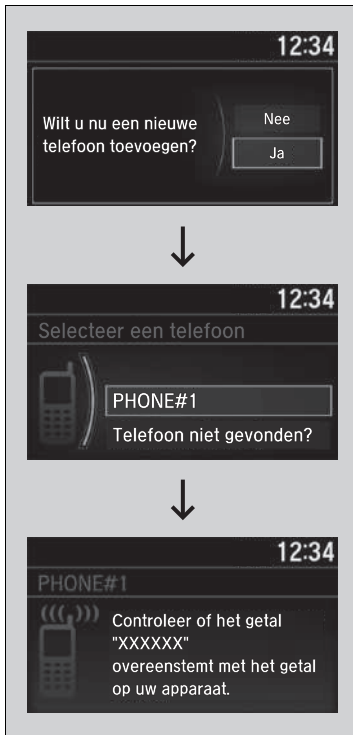 12:34
Wilt u nu een nieuwe
telefoon toevoegen?
Nee
Ja
12:34
Selecteer een telefoon
PHONE#1
Telefoon niet gevonden?
12:34
PHONE#1
Controleer of het getal
"XXXXXX"
overeenstemt met het getal
op uw apparaat.